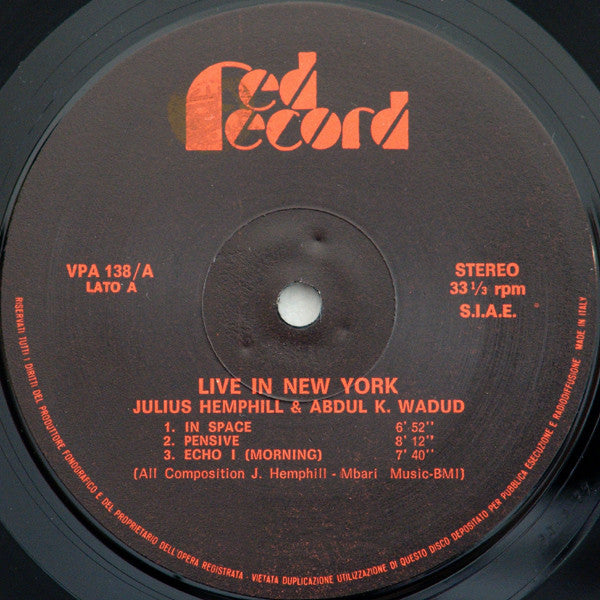 Red
Record
VPA 138/A
LATO A
STEREO
33 1/3 rpm
S.I.A.E.
LIVE IN NEW YORK
JULIUS HEMPHILL & ABDUL K. WADUD
1. IN SPACE 6' 52"
2. PENSIVE 8' 12"
3. ECHO I (MORNING) 7' 40"
(All Composition J. Hemphill - Mbari Music-BMI)
RISERVATI TUTTI I DIRITTI DEL PRODUTTORE FONOGRAFICO E DEL PROPRIETARIO DELL'OPERA REGISTRATA - VIETATA DUPLICAZIONE UTILIZZAZIONE DI QUESTO DISCO DEPOSITATO PER PUBBLICA ESECUZIONE E RADIODIFFUSIONE MADE IN ITALY